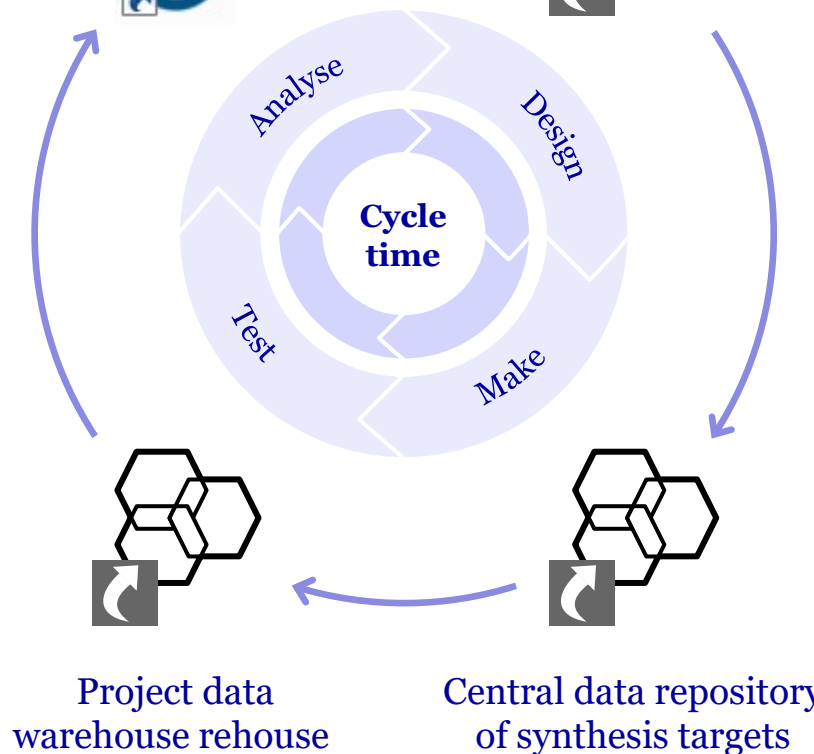 Analyse
Design
Cycle
time
Test
Make
Project data
warehouse rehouse
Central data repository
of synthesis targets